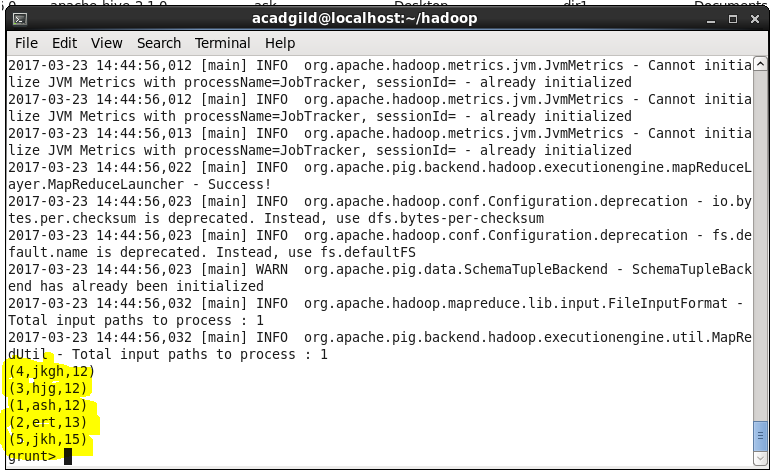 5.0 apache-hive-2.1.0 ask Desktop dir1 Documents
acadgild@localhost:~/hadoop
File Edit View Search Terminal Help
2017-03-23 14:44:56,012 [main] INFO  org.apache.hadoop.metrics.jvm.JvmMetrics - Cannot initia
lize JVM Metrics with processName=JobTracker, sessionId= - already initialized
2017-03-23 14:44:56,012 [main] INFO  org.apache.hadoop.metrics.jvm.JvmMetrics - Cannot initia
lize JVM Metrics with processName=JobTracker, sessionId= - already initialized
2017-03-23 14:44:56,013 [main] INFO  org.apache.hadoop.metrics.jvm.JvmMetrics - Cannot initia
lize JVM Metrics with processName=JobTracker, sessionId= - already initialized
2017-03-23 14:44:56,022 [main] INFO  org.apache.pig.backend.hadoop.executionengine.mapReduceL
ayer.MapReduceLauncher - Success!
2017-03-23 14:44:56,023 [main] INFO  org.apache.hadoop.conf.Configuration.deprecation - io.by
tes.per.checksum is deprecated. Instead, use dfs.bytes-per-checksum
2017-03-23 14:44:56,023 [main] INFO  org.apache.hadoop.conf.Configuration.deprecation - fs.de
fault.name is deprecated. Instead, use fs.defaultFS
2017-03-23 14:44:56,023 [main] WARN  org.apache.pig.data.SchemaTupleBackend - SchemaTupleBack
end has already been initialized
2017-03-23 14:44:56,032 [main] INFO  org.apache.hadoop.mapreduce.lib.input.FileInputFormat -
Total input paths to process : 1
2017-03-23 14:44:56,032 [main] INFO  org.apache.pig.backend.hadoop.executionengine.util.MapRe
dUtil - Total input paths to process : 1
(4,jkgh,12)
(3,hjg,12)
(1,ash,12)
(2,ert,13)
(5,jkh,15)
grunt>